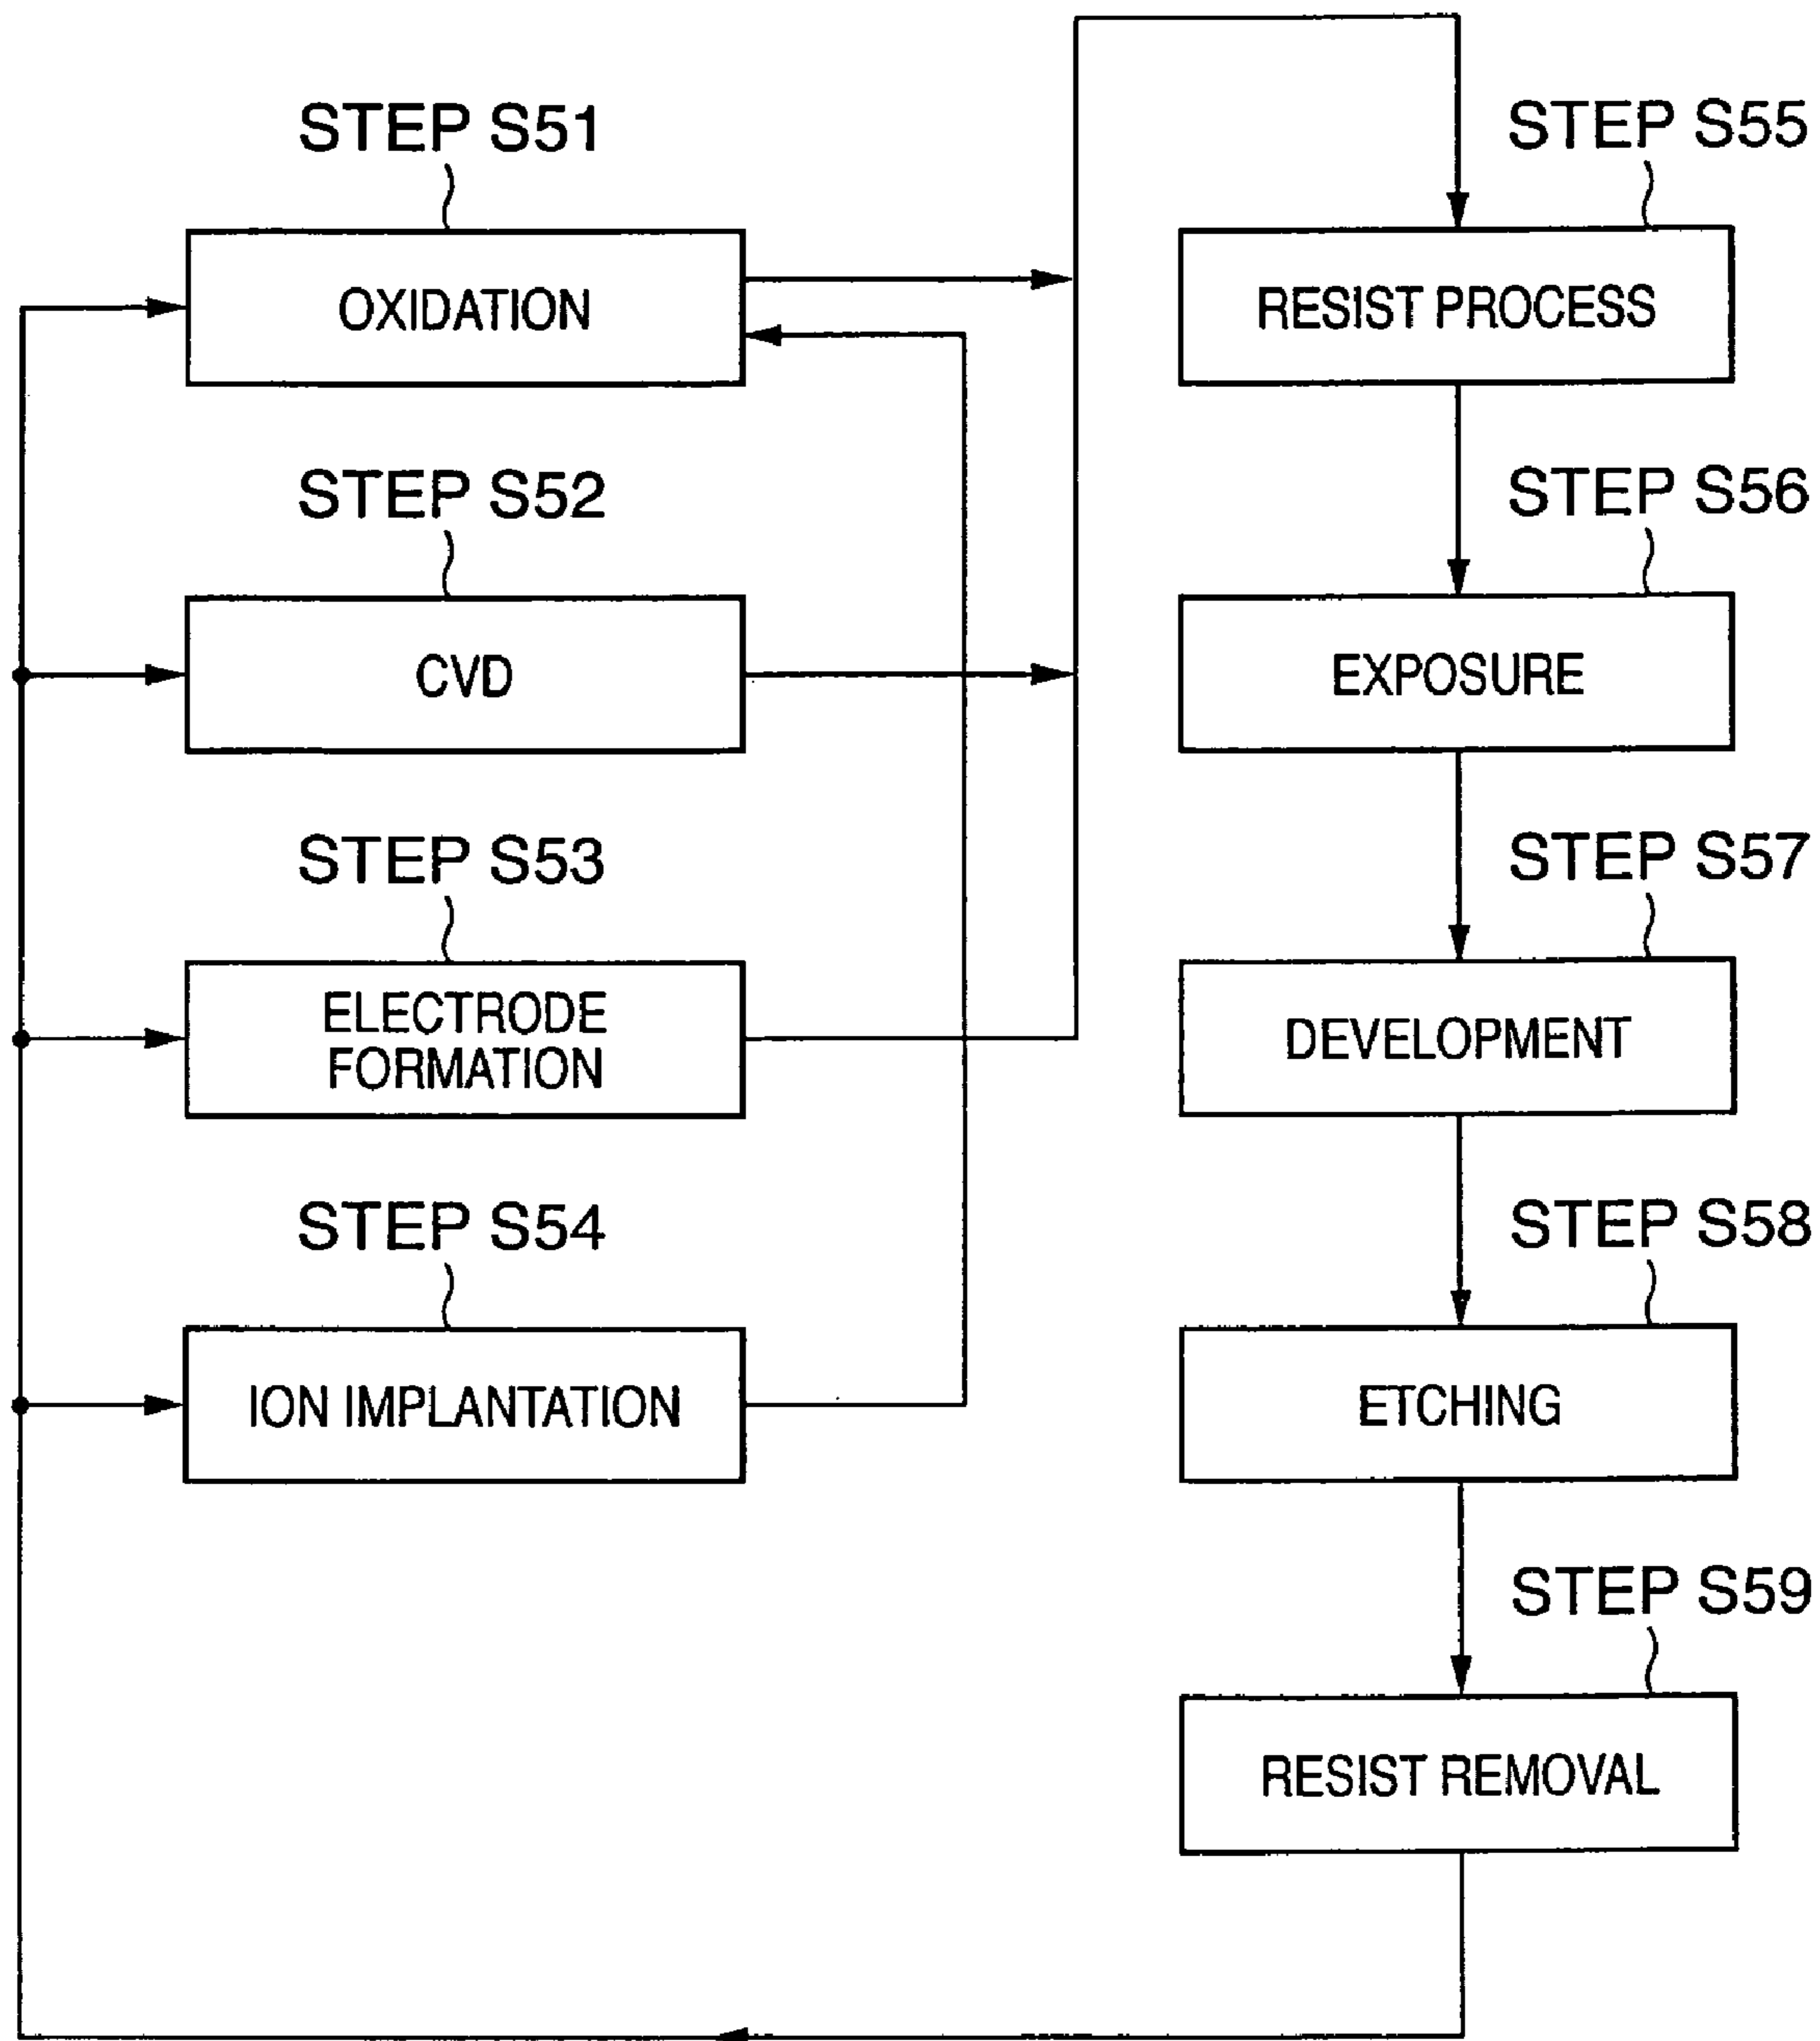 STEP S51
OXIDATION
STEP S52
CVD
STEP S53
ELECTRODE
FORMATION
STEP S54
ION IMPLANTATION
STEP S55
RESIST PROCESS
STEP S56
EXPOSURE
STEP S57
DEVELOPMENT
STEP S58
ETCHING
STEP S59
RESIST REMOVAL